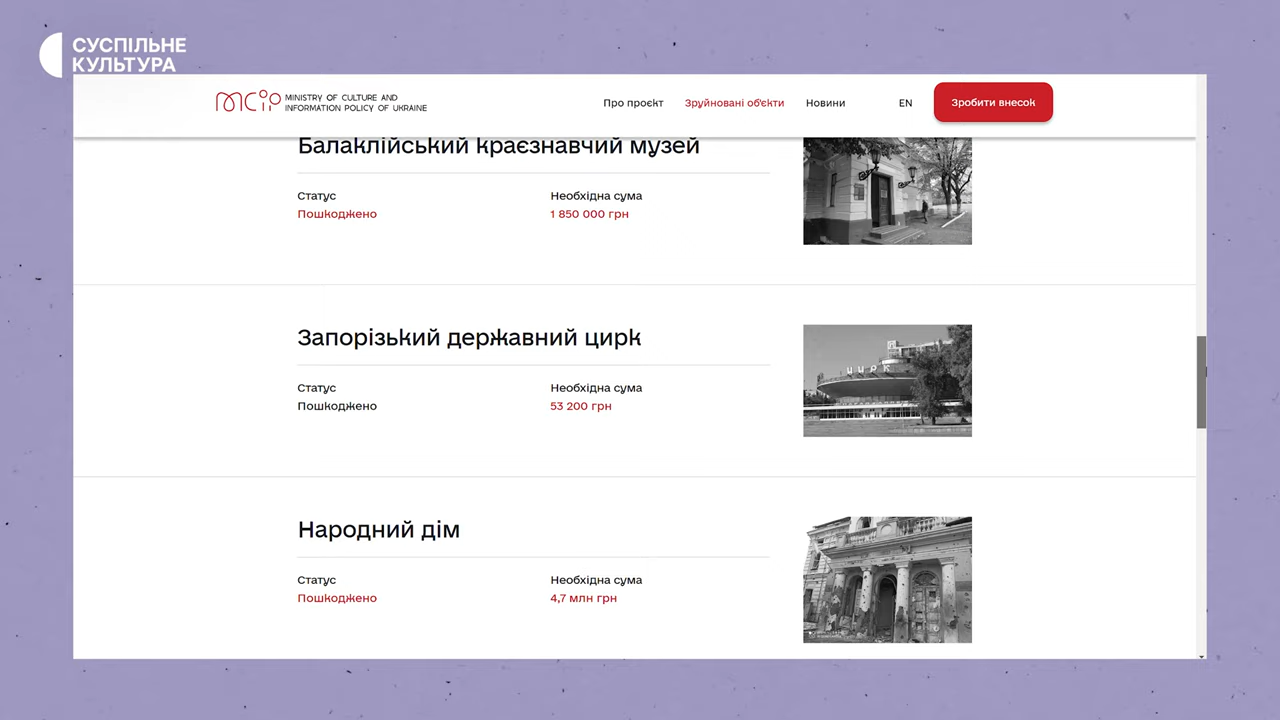 СУСПІЛЬНЕ
КУЛЬТУРА
MCIP
MINISTRY OF CULTURE AND
INFORMATION POLICY OF UKRAINE
Про проєкт Зруйновані об'єкти Новини EN Зробити внесок
Балаклійський краєзнавчий музей
Статус Необхідна сума
Пошкоджено 1 850 000 грн
Запорізький державний цирк
ЦИРК
Статус Необхідна сума
Пошкоджено 53 200 грн
Народний дім
Статус Необхідна сума
Пошкоджено 4,7 млн грн